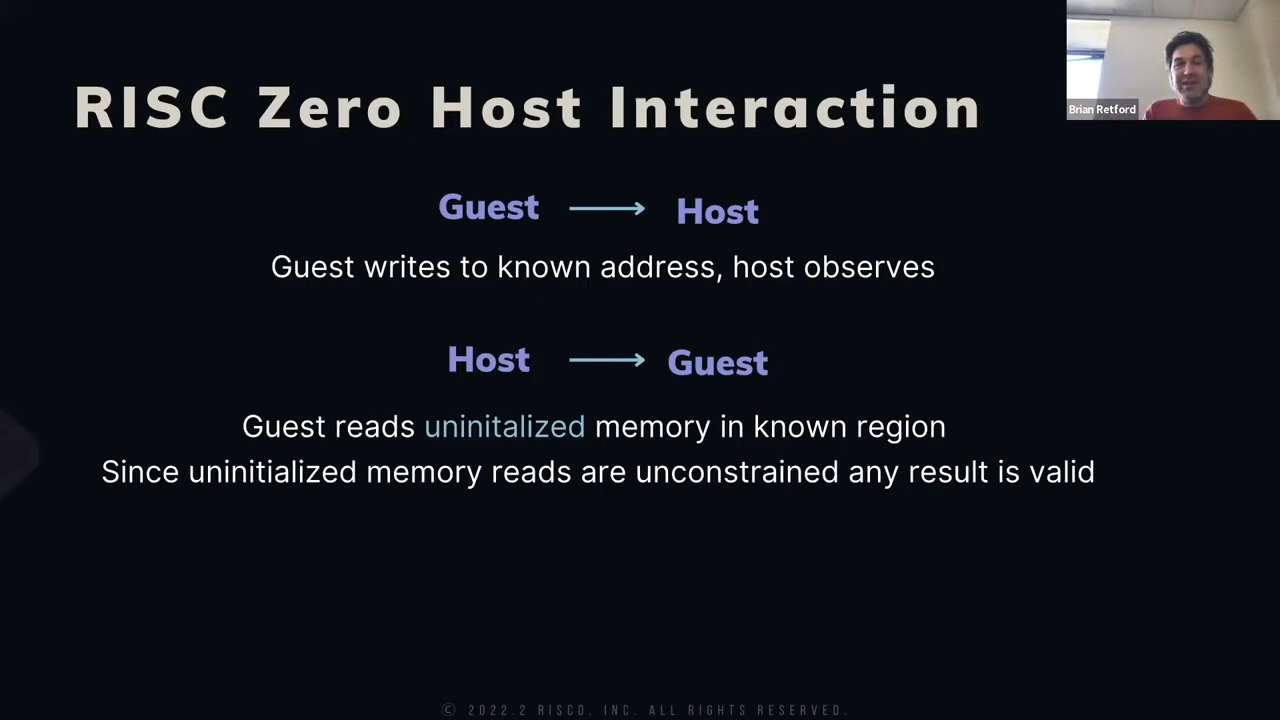 RISC Zero Host Interaction
Brian Retford
Guest → Host
Guest writes to known address, host observes
Host → Guest
Guest reads uninitalized memory in known region
Since uninitialized memory reads are unconstrained any result is valid
© 2022.2 RISC0, INC. ALL RIGHTS RESERVED.